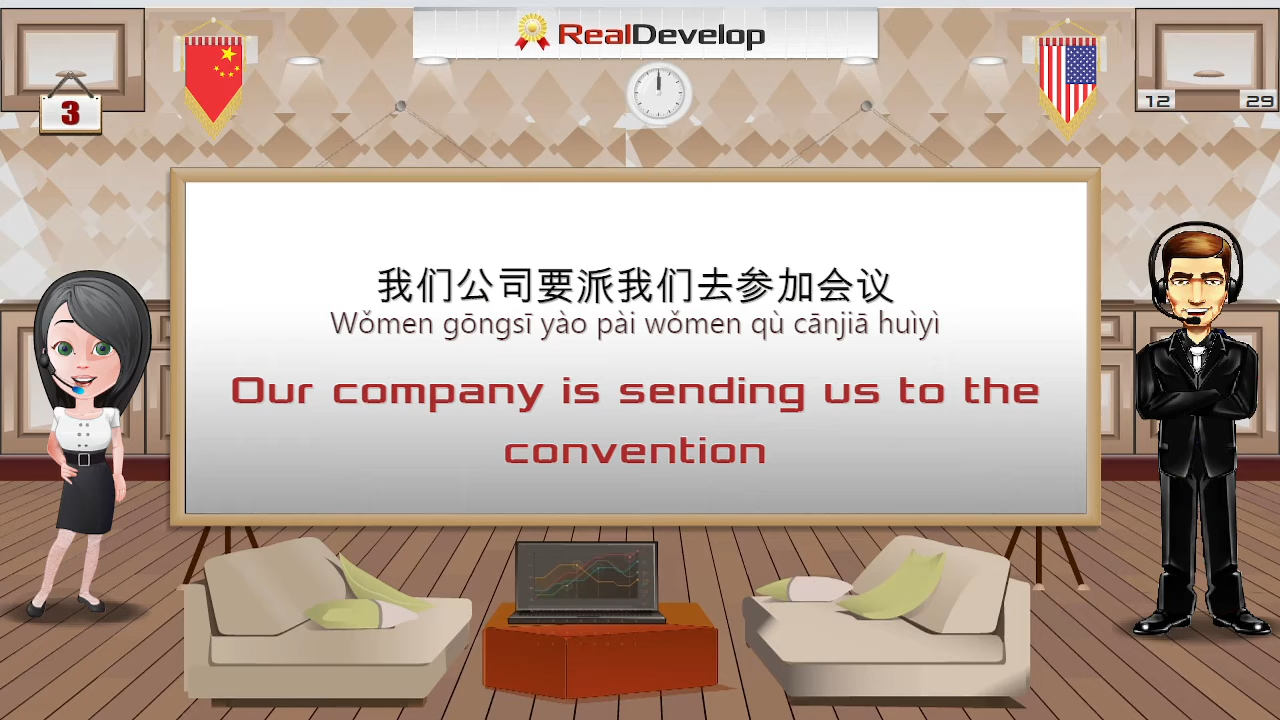 RealDevelop
3
12
29
我们公司要派我们去参加会议
Wǒmen gōngsī yào pài wǒmen qù cānjiā huìyì
Our company is sending us to the
convention